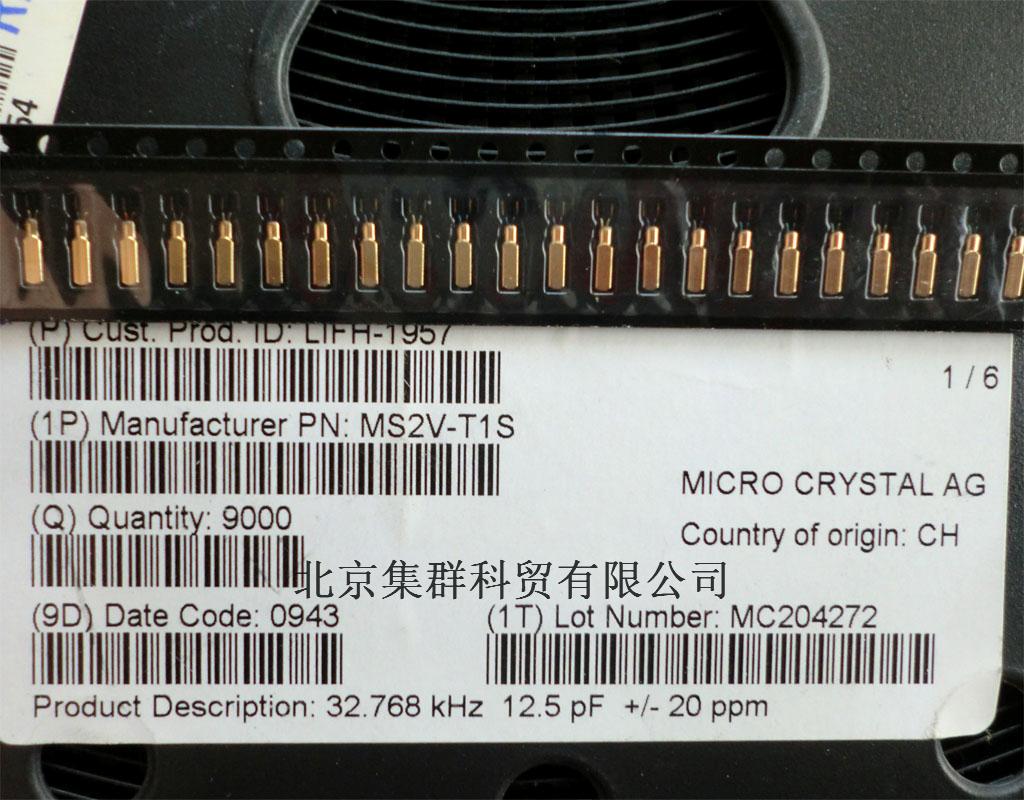 54
(P) Cust. Prod. ID: LIFH-1957
1 / 6
(1P) Manufacturer PN: MS2V-T1S
MICRO CRYSTAL AG
(Q) Quantity: 9000
Country of origin: CH
北京集群科贸有限公司
(9D) Date Code: 0943
(1T) Lot Number: MC204272
Product Description: 32.768 kHz 12.5 pF +/- 20 ppm